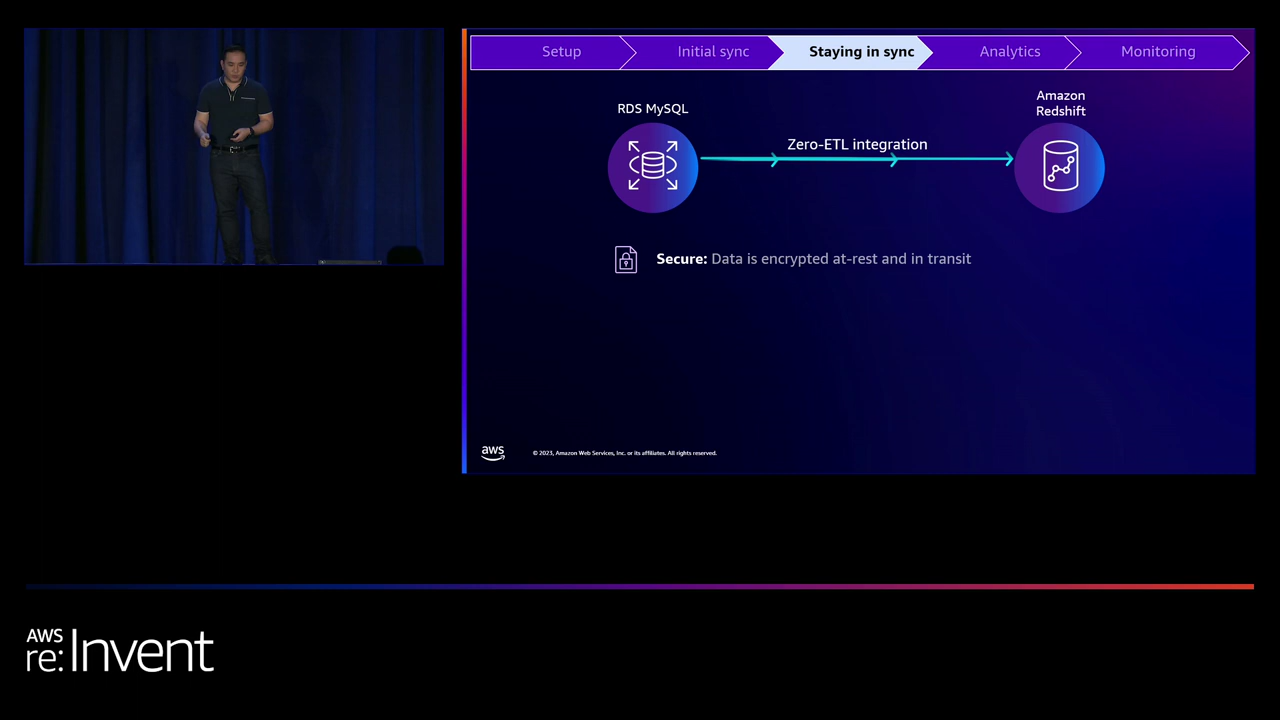 Setup
Initial sync
Staying in sync
Analytics
Monitoring
RDS MySQL
Amazon
Redshift
Zero-ETL integration
Secure: Data is encrypted at-rest and in transit
aws
© 2023, Amazon Web Services, Inc. or its affiliates. All rights reserved.
AWS
re:Invent